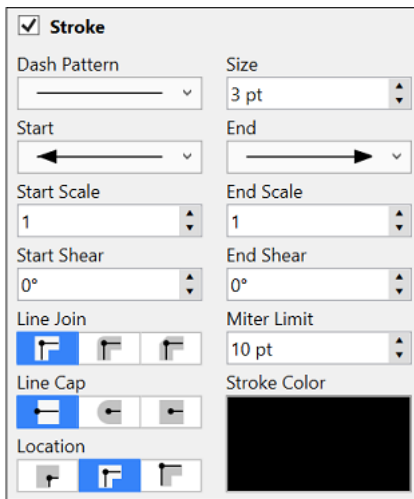 Stroke
Dash Pattern Size
3 pt
Start End
Start Scale End Scale
1 1
Start Shear End Shear
0° 0°
Line Join Miter Limit
10 pt
Line Cap Stroke Color
Location